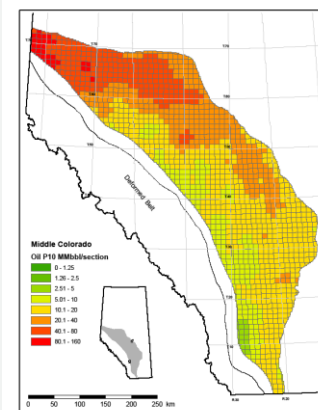 Deformed Belt
Middle Colorado
Oil P10 MMbbl/section
0 - 1.25
1.26 - 2.5
2.51 - 5
5.01 - 10
10.1 - 20
20.1 - 40
40.1 - 80
80.1 - 160
0 50 100 150 200 250
km